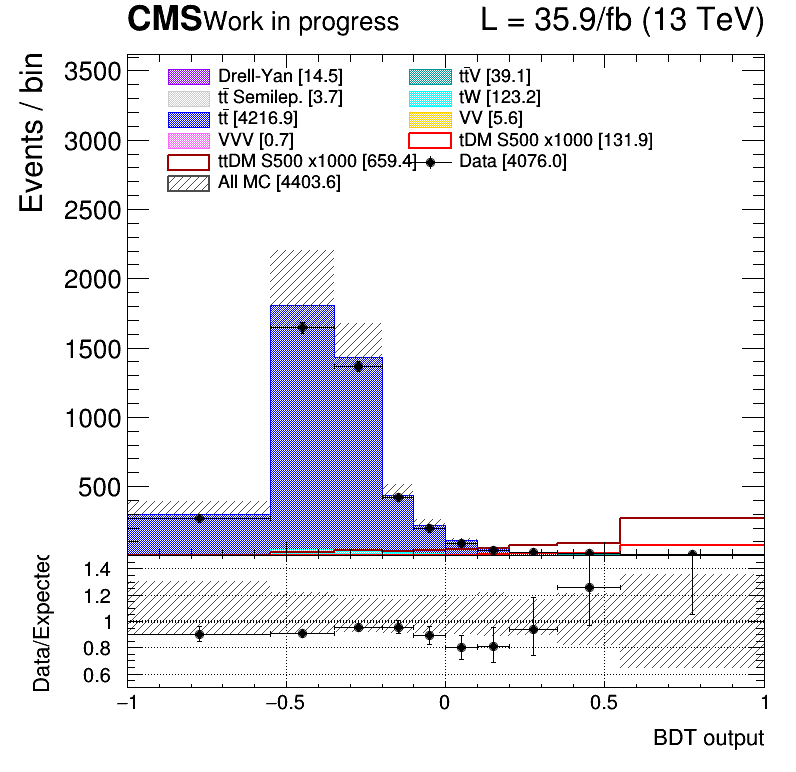 CMS Work in progress L = 35.9/fb (13 TeV)
Events / bin
3500
3000
2500
2000
1500
1000
500
Drell-Yan [14.5] tt̄V [39.1]
tt̄ Semilep. [3.7] tW [123.2]
tt̄ [4216.9] VV [5.6]
VVV [0.7] tDM S500 x1000 [131.9]
ttDM S500 x1000 [659.4] Data [4076.0]
All MC [4403.6]
Data/Expected
1.4
1.2
1
0.8
0.6
−1 −0.5 0 0.5 1
BDT output